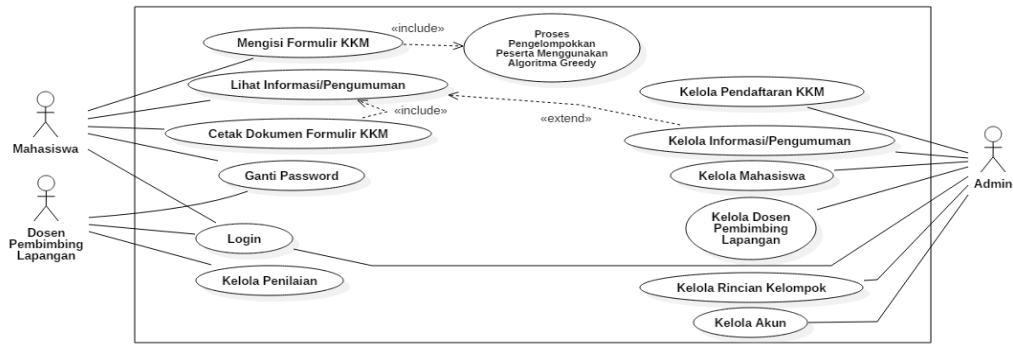 Mengisi Formulir KKM
«include»
Proses
Pengelompokkan
Peserta Menggunakan
Algoritma Greedy
Lihat Informasi/Pengumuman
«include»
Kelola Pendaftaran KKM
«extend»
Cetak Dokumen Formulir KKM
Kelola Informasi/Pengumuman
Mahasiswa
Ganti Password
Kelola Mahasiswa
Admin
Dosen
Pembimbing
Lapangan
Login
Kelola Dosen
Pembimbing
Lapangan
Kelola Penilaian
Kelola Rincian Kelompok
Kelola Akun